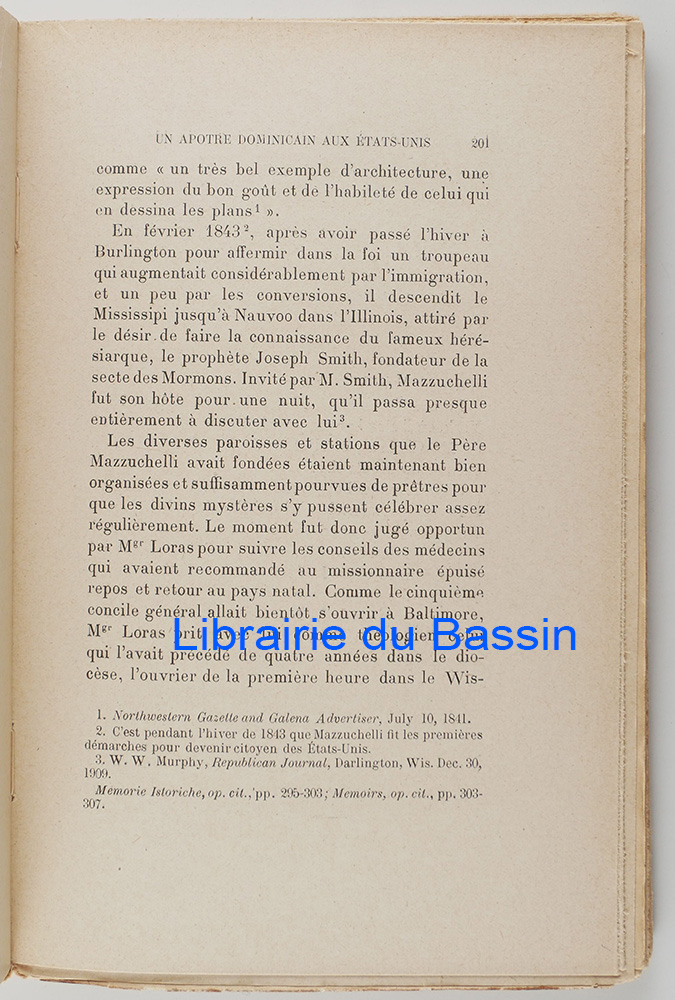 UN APOTRE DOMINICAIN AUX ÉTATS-UNIS 201
comme « un très bel exemple d'architecture, une
expression du bon goût et de l'habileté de celui qui
en dessina les plans¹ ».
En février 1843², après avoir passé l'hiver à
Burlington pour affermir dans la foi un troupeau
qui augmentait considérablement par l'immigration,
et un peu par les conversions, il descendit le
Mississipi jusqu'à Nauvoo dans l'Illinois, attiré par
le désir de faire la connaissance du fameux héré-
siarque, le prophète Joseph Smith, fondateur de la
secte des Mormons. Invité par M. Smith, Mazzuchelli
fut son hôte pour une nuit, qu'il passa presque
entièrement à discuter avec lui³.
Les diverses paroisses et stations que le Père
Mazzuchelli avait fondées étaient maintenant bien
organisées et suffisamment pourvues de prêtres pour
que les divins mystères s'y pussent célébrer assez
régulièrement. Le moment fut donc jugé opportun
par Mgr Loras pour suivre les conseils des médecins
qui avaient recommandé au missionnaire épuisé
repos et retour au pays natal. Comme le cinquième
concile général allait bientôt s'ouvrir à Baltimore,
Mgr Loras prit avec lui comme théologien celui
Librairie du Bassin
qui l'avait précédé de quatre années dans le dio-
cèse, l'ouvrier de la première heure dans le Wis-
1. Northwestern Gazette and Galena Advertiser, July 10, 1841.
2. C'est pendant l'hiver de 1843 que Mazzuchelli fit les premières
démarches pour devenir citoyen des États-Unis.
3. W. W. Murphy, Republican Journal, Darlington, Wis. Dec. 30,
1909.
Memorie Istoriche, op. cit., pp. 295-303; Memoirs, op. cit., pp. 303-
307.